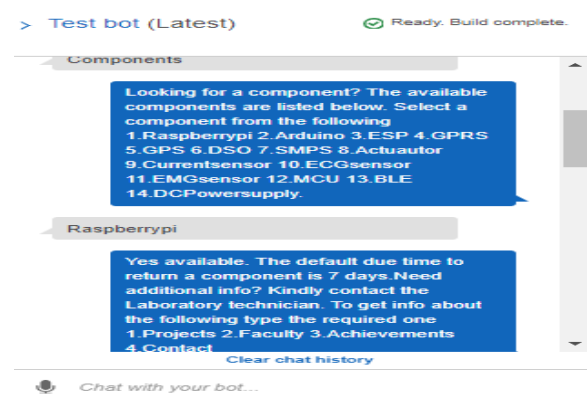 > Test bot (Latest) Ready. Build complete.
Components
Looking for a component? The available
components are listed below. Select a
component from the following
1.Raspberrypi 2.Arduino 3.ESP 4.GPRS
5.GPS 6.DSO 7.SMPS 8.Actuautor
9.Currentsensor 10.ECGsensor
11.EMGsensor 12.MCU 13.BLE
14.DCPowersupply.
Raspberrypi
Yes available. The default due time to
return a component is 7 days.Need
additional info? Kindly contact the
Laboratory technician. To get info about
the following type the required one
1.Projects 2.Faculty 3.Achievements
4.Contact
Clear chat history
Chat with your bot...